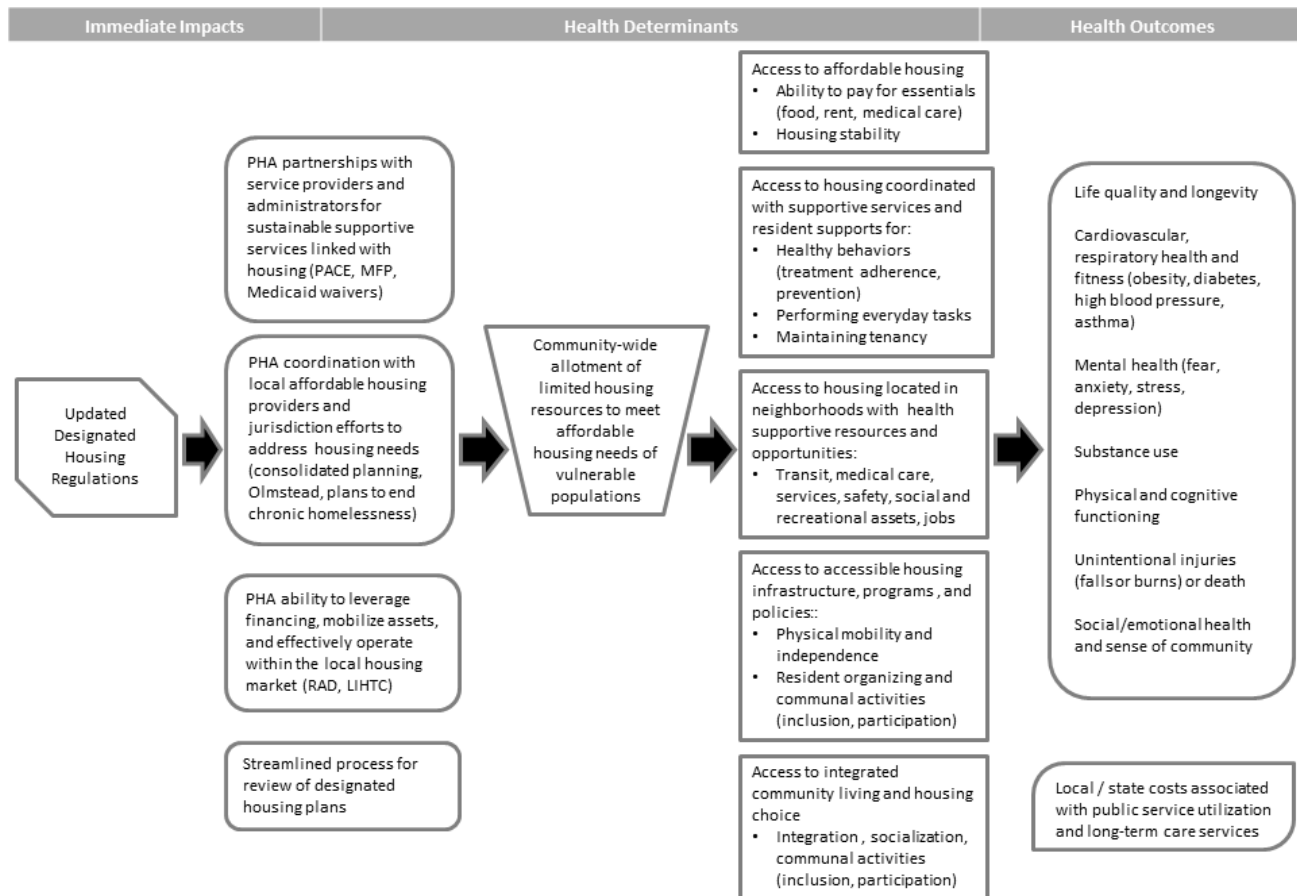 Immediate Impacts
Health Determinants
Health Outcomes
Updated
Designated
Housing
Regulations
PHA partnerships with
service providers and
administrators for
sustainable supportive
services linked with
housing (PACE, MFP,
Medicaid waivers)
PHA coordination with
local affordable housing
providers and
jurisdiction efforts to
address housing needs
(consolidated planning,
Olmstead, plans to end
chronic homelessness)
PHA ability to leverage
financing, mobilize assets,
and effectively operate
within the local housing
market (RAD, LIHTC)
Streamlined process for
review of designated
housing plans
Community-wide
allotment of
limited housing
resources to meet
affordable
housing needs of
vulnerable
populations
Access to affordable housing
• Ability to pay for essentials
(food, rent, medical care)
• Housing stability
Access to housing coordinated
with supportive services and
resident supports for:
• Healthy behaviors
(treatment adherence,
prevention)
• Performing everyday tasks
• Maintaining tenancy
Access to housing located in
neighborhoods with health
supportive resources and
opportunities:
• Transit, medical care,
services, safety, social and
recreational assets, jobs
Access to accessible housing
infrastructure, programs , and
policies::
• Physical mobility and
independence
• Resident organizing and
communal activities
(inclusion, participation)
Access to integrated
community living and housing
choice
• Integration , socialization,
communal activities
(inclusion, participation)
Life quality and longevity
Cardiovascular,
respiratory health and
fitness (obesity, diabetes,
high blood pressure,
asthma)
Mental health (fear,
anxiety, stress,
depression)
Substance use
Physical and cognitive
functioning
Unintentional injuries
(falls or burns) or death
Social/emotional health
and sense of community
Local / state costs associated
with public service utilization
and long-term care services